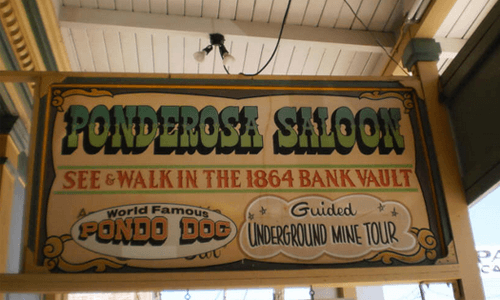 PONDEROSA SALOON
SEE & WALK IN THE 1864 BANK VAULT
World Famous
PONDO DOG
Guided
UNDERGROUND MINE TOUR